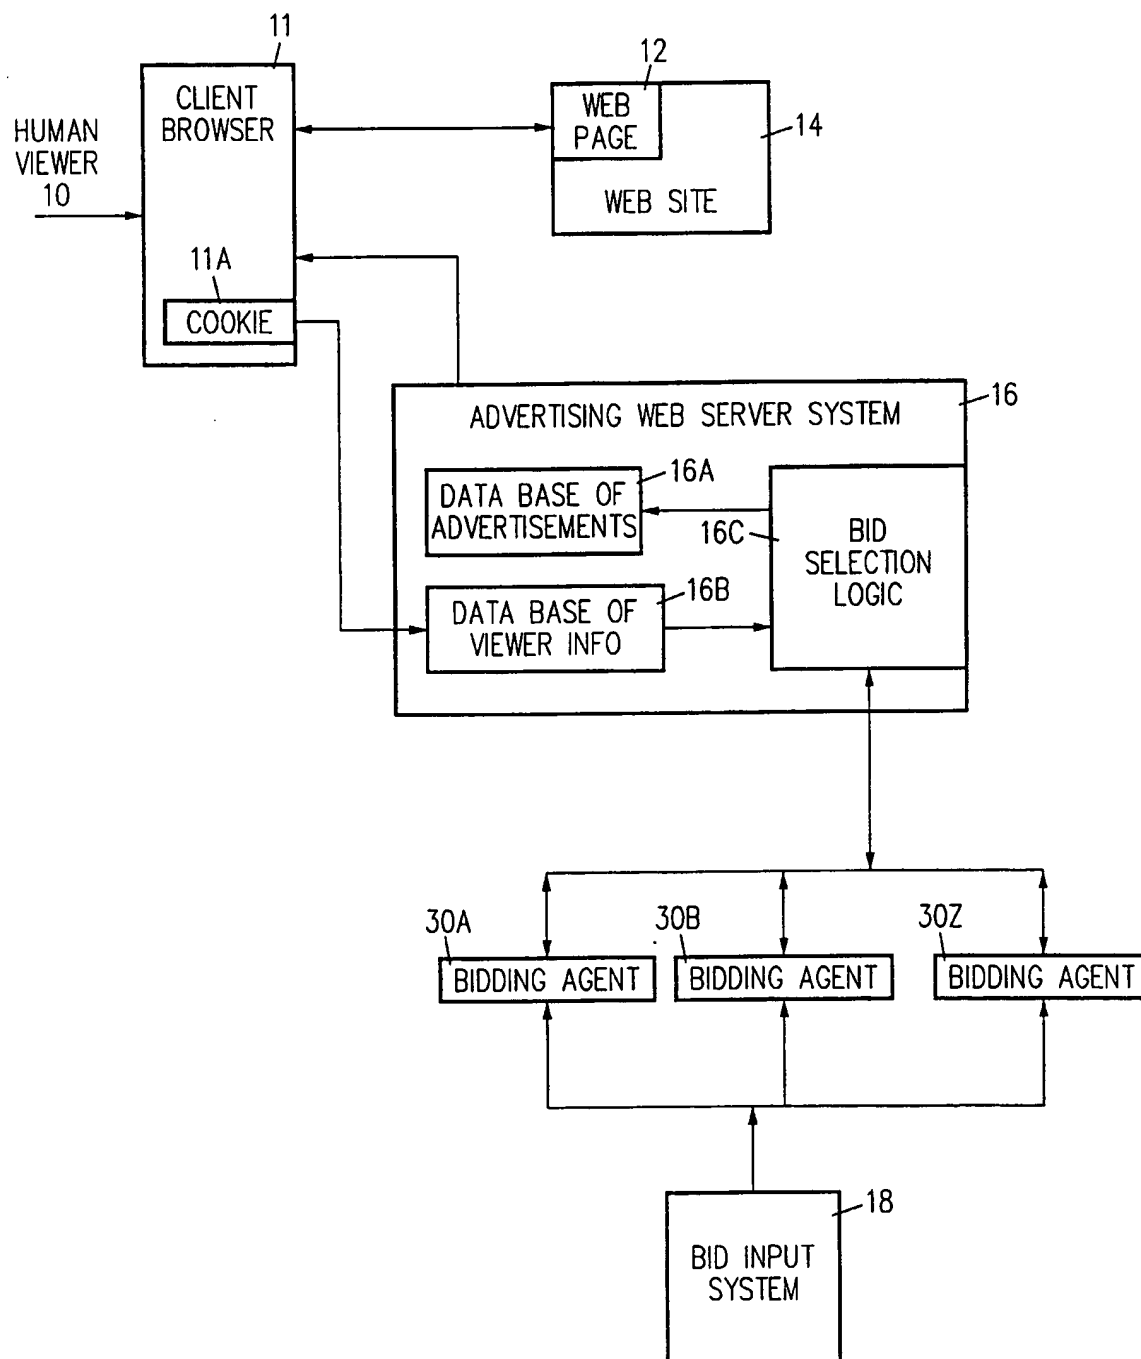 11
CLIENT
BROWSER
HUMAN
VIEWER
10
12
WEB
PAGE
14
WEB SITE
11A
COOKIE
16
ADVERTISING WEB SERVER SYSTEM
16A
DATA BASE OF
ADVERTISEMENTS
16C
BID
SELECTION
LOGIC
16B
DATA BASE OF
VIEWER INFO
30A
BIDDING AGENT
30B
BIDDING AGENT
30Z
BIDDING AGENT
18
BID INPUT
SYSTEM